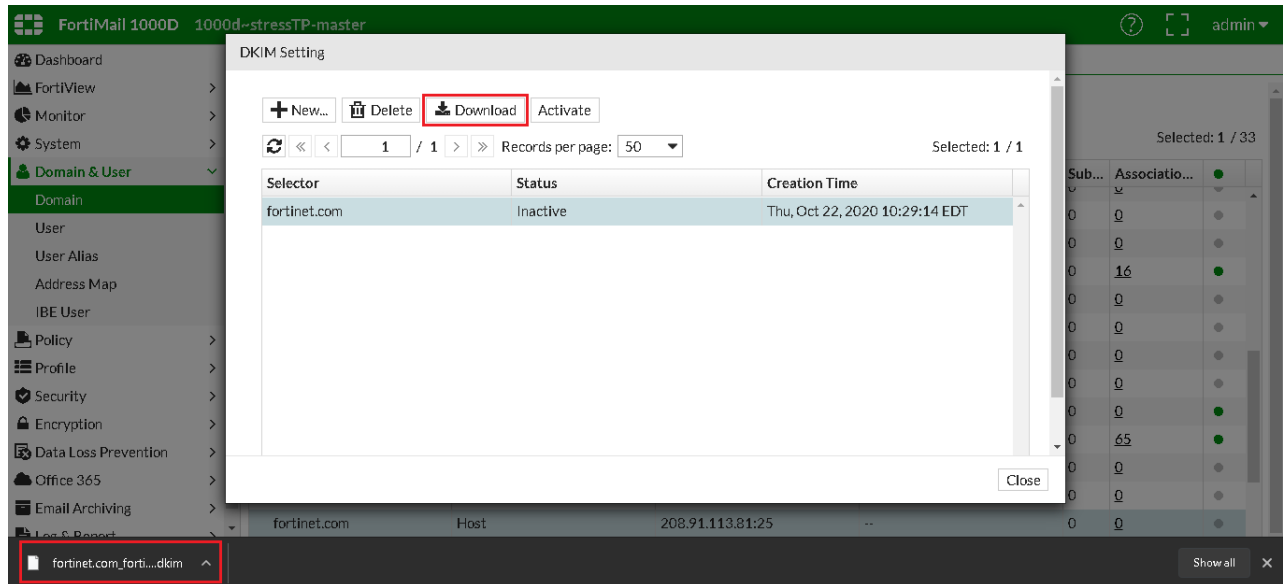 FortiMail 1000D 1000d~stressTP-master
admin
Dashboard
FortiView
Monitor
System
Domain & User
Domain
User
User Alias
Address Map
IBE User
Policy
Profile
Security
Encryption
Data Loss Prevention
Office 365
Email Archiving
Log & Report
DKIM Setting
New... Delete Download Activate
1 / 1 Records per page: 50 Selected: 1 / 1
Selector Status Creation Time
fortinet.com Inactive Thu, Oct 22, 2020 10:29:14 EDT
Close
Selected: 1 / 33
Sub... Associatio...
0 0
0 0
0 0
0 16
0 0
0 0
0 0
0 0
0 0
0 65
0 0
0 0
fortinet.com Host 208.91.113.81:25 -- 0 0
fortinet.com_forti....dkim
Show all